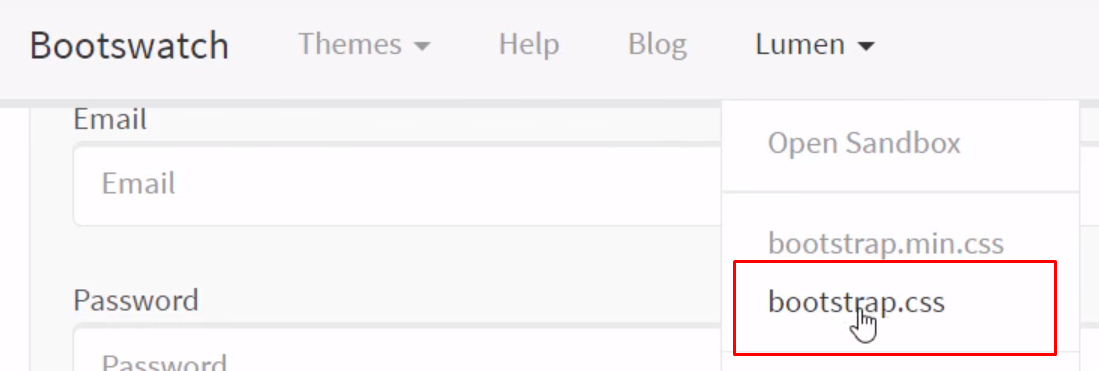 Bootswatch Themes Help Blog Lumen
Email
Open Sandbox
Email
bootstrap.min.css
Password
bootstrap.css
Password